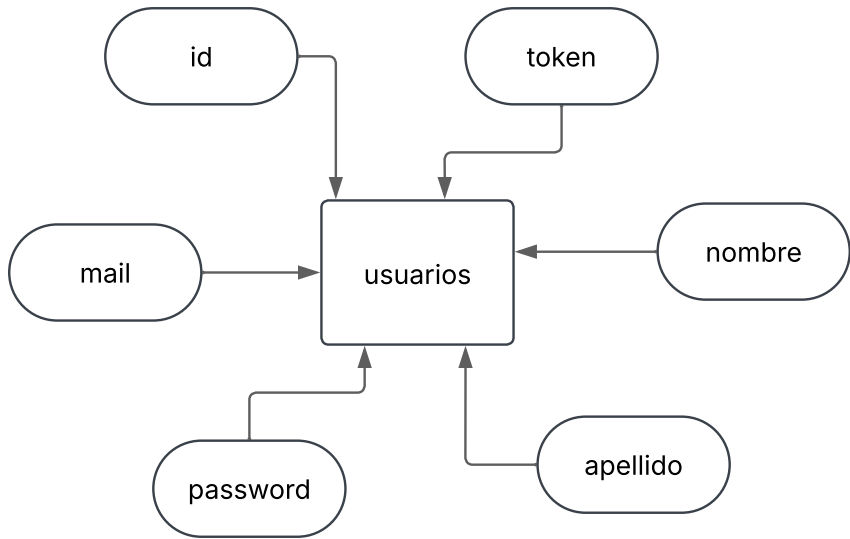 id
token
nombre
mail
usuarios
apellido
password